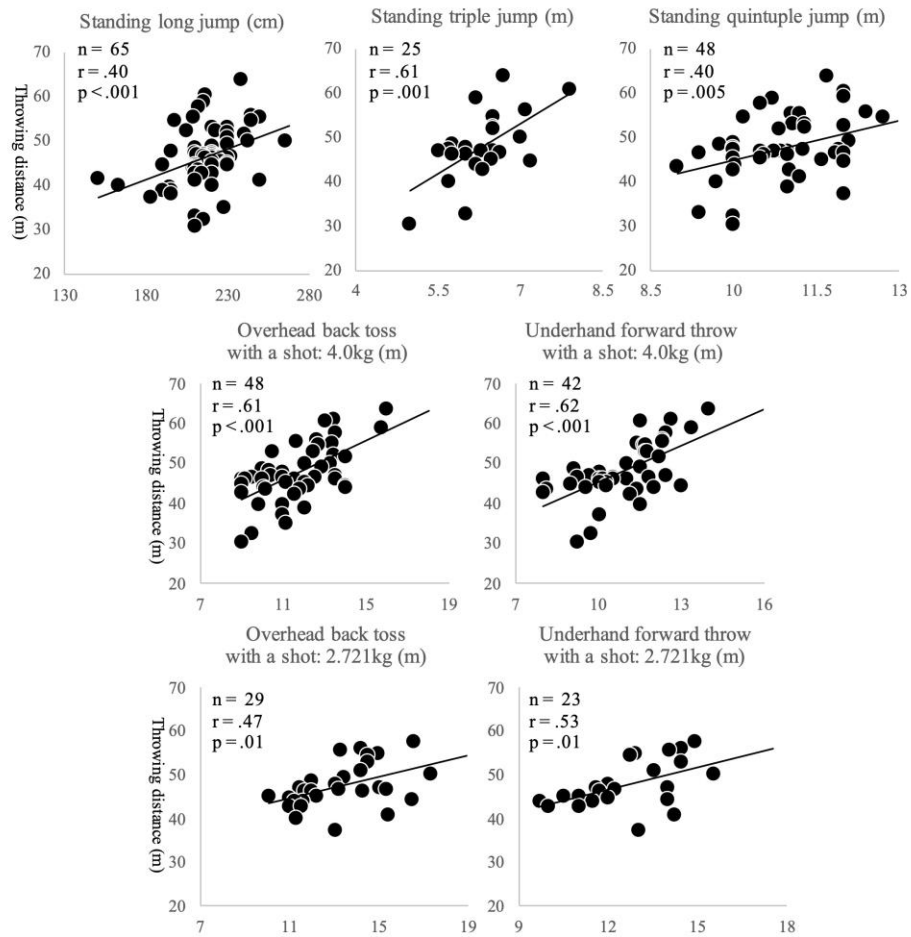 Standing long jump (cm)
n = 65
r = .40
p <.001
Throwing distance (m)
70
60
50
40
30
20
130
180
230
280
Standing triple jump (m)
n = 25
r = .61
p =.001
70
60
50
40
30
20
4
5.5
7
8.5
Standing quintuple jump (m)
n = 48
r = .40
p =.005
70
60
50
40
30
20
8.5
10
11.5
13
Overhead back toss
with a shot: 4.0kg (m)
n = 48
r = .61
p <.001
Throwing distance (m)
70
60
50
40
30
20
7
11
15
19
Underhand forward throw
with a shot: 4.0kg (m)
n = 42
r = .62
p <.001
70
60
50
40
30
20
7
10
13
16
Overhead back toss
with a shot: 2.721kg (m)
n = 29
r = .47
p =.01
Throwing distance (m)
70
60
50
40
30
20
7
11
15
19
Underhand forward throw
with a shot: 2.721kg (m)
n = 23
r = .53
p =.01
70
60
50
40
30
20
9
12
15
18